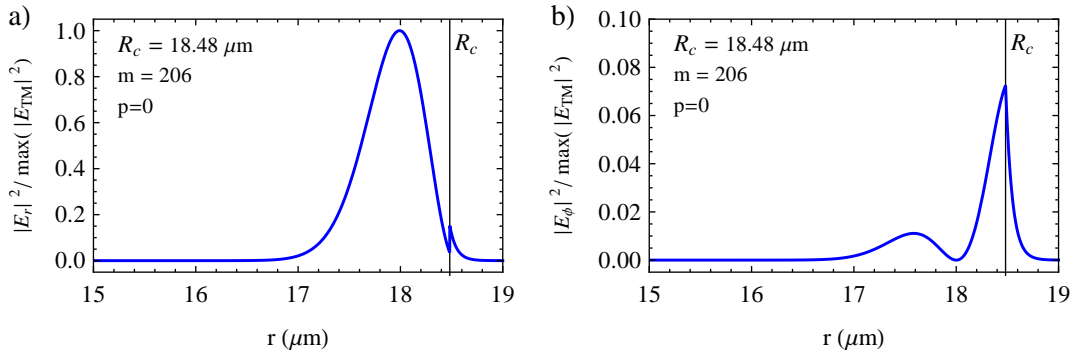 a)
|E_r|² / max( |E_TM|² )
1.0
0.8
0.6
0.4
0.2
0.0
R_c = 18.48 μm
m = 206
p=0
R_c
15 16 17 18 19
r (μm)
b)
|E_ϕ|² / max( |E_TM|² )
0.10
0.08
0.06
0.04
0.02
0.00
R_c = 18.48 μm
m = 206
p=0
R_c
15 16 17 18 19
r (μm)